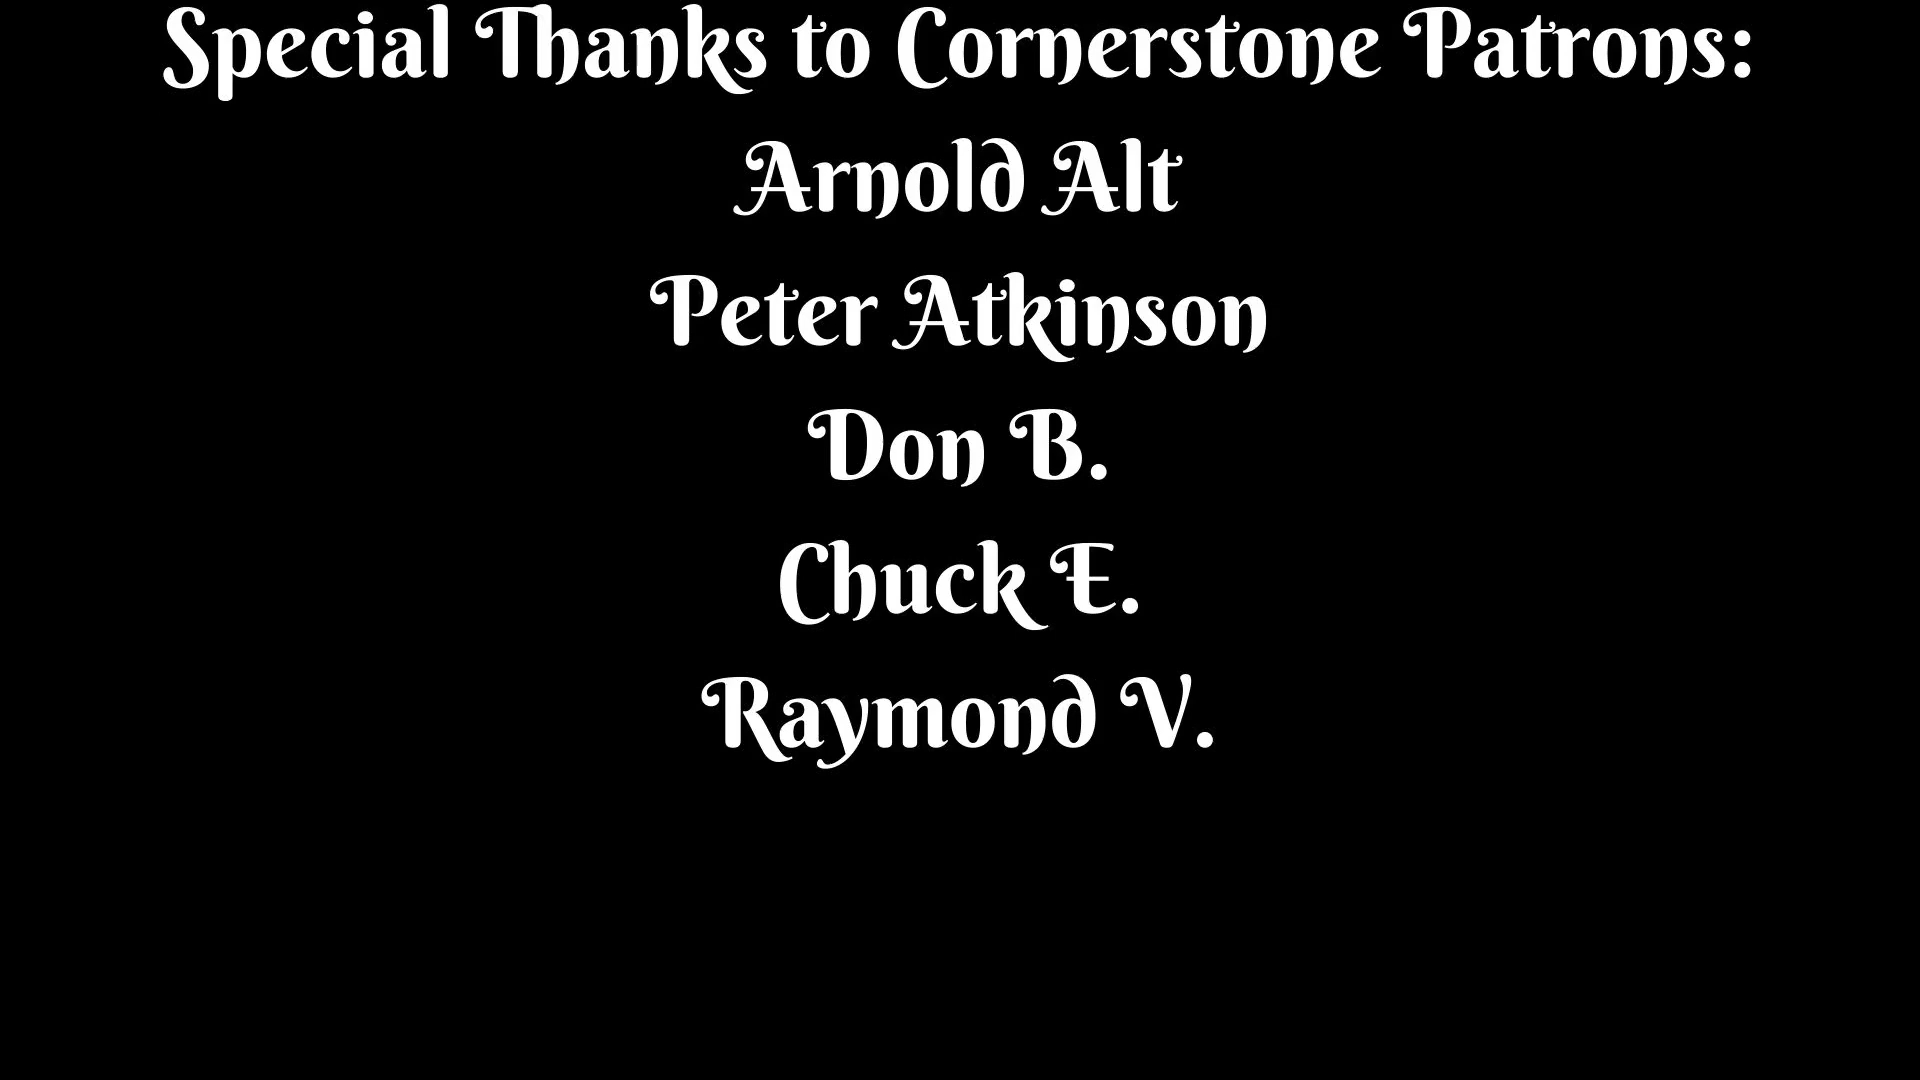 Special Thanks to Cornerstone Patrons:
Arnold Alt
Peter Atkinson
Don B.
Chuck E.
Raymond V.